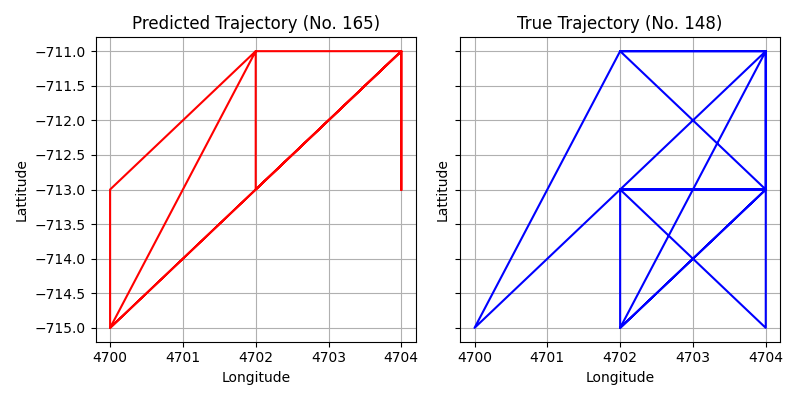 Predicted Trajectory (No. 165)
−711.0
−711.5
−712.0
−712.5
−713.0
−713.5
−714.0
−714.5
−715.0
Lattitude
4700 4701 4702 4703 4704
Longitude
True Trajectory (No. 148)
Lattitude
4700 4701 4702 4703 4704
Longitude